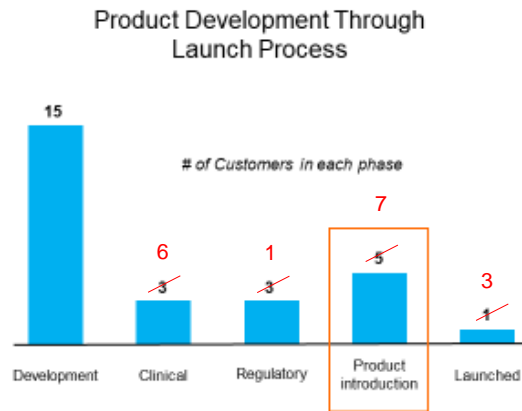 Product Development Through
Launch Process
15
# of Customers in each phase
7
6
1
5
3
3
3
1
Development
Clinical
Regulatory
Product
introduction
Launched